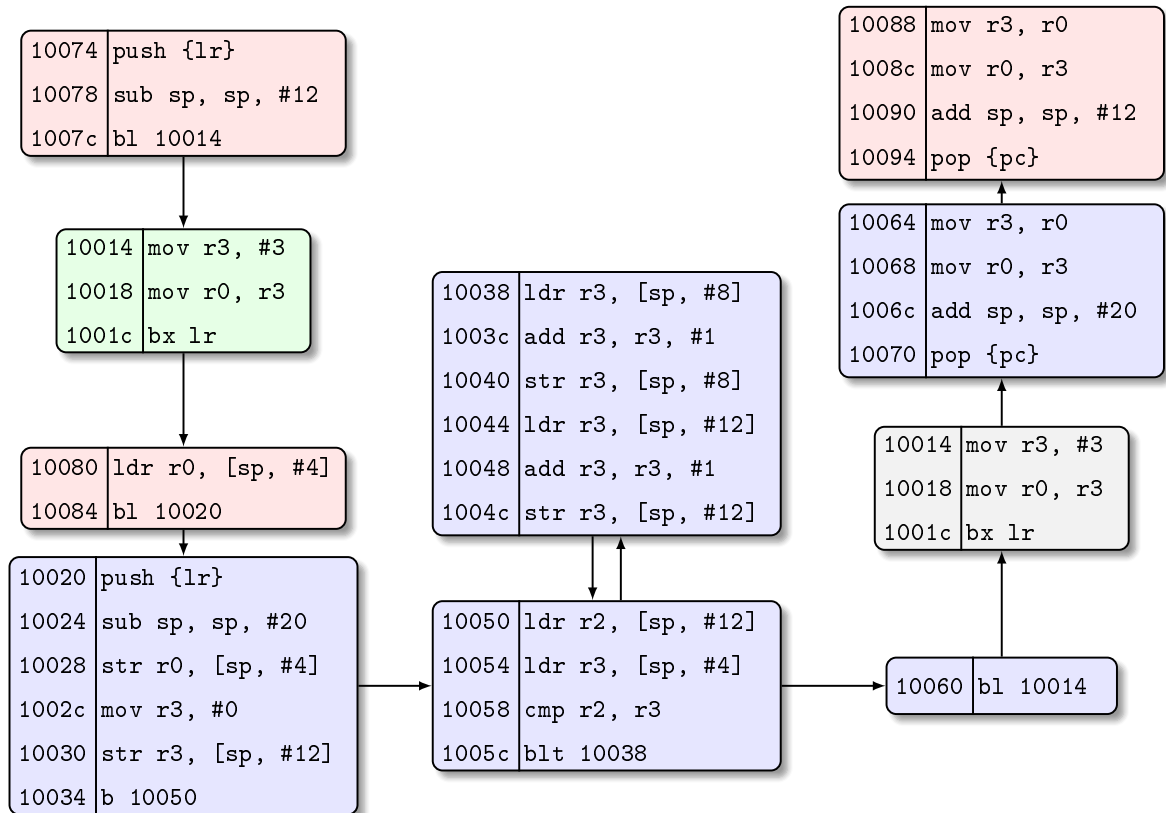 10074 push {lr}
10078 sub sp, sp, #12
1007c bl 10014
10014 mov r3, #3
10018 mov r0, r3
1001c bx lr
10080 ldr r0, [sp, #4]
10084 bl 10020
10020 push {lr}
10024 sub sp, sp, #20
10028 str r0, [sp, #4]
1002c mov r3, #0
10030 str r3, [sp, #12]
10034 b 10050
10038 ldr r3, [sp, #8]
1003c add r3, r3, #1
10040 str r3, [sp, #8]
10044 ldr r3, [sp, #12]
10048 add r3, r3, #1
1004c str r3, [sp, #12]
10050 ldr r2, [sp, #12]
10054 ldr r3, [sp, #4]
10058 cmp r2, r3
1005c blt 10038
10060 bl 10014
10014 mov r3, #3
10018 mov r0, r3
1001c bx lr
10064 mov r3, r0
10068 mov r0, r3
1006c add sp, sp, #20
10070 pop {pc}
10088 mov r3, r0
1008c mov r0, r3
10090 add sp, sp, #12
10094 pop {pc}